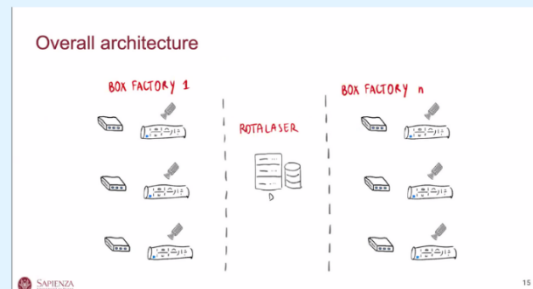 Overall architecture
BOX FACTORY 1
BOX FACTORY n
ROTALASER
D
SAPIENZA
15